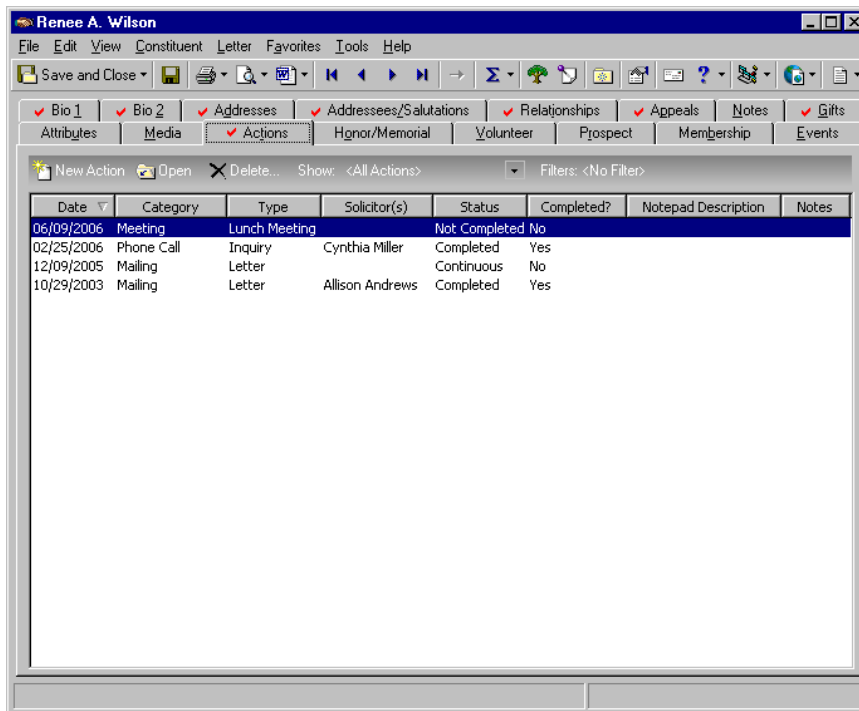 Renee A. Wilson
File Edit View Constituent Letter Favorites Tools Help
Save and Close
Bio 1 Bio 2 Addresses Addressees/Salutations Relationships Appeals Notes Gifts
Attributes Media Actions Honor/Memorial Volunteer Prospect Membership Events
New Action Open Delete... Show: <All Actions> Filters: <No Filter>
Date Category Type Solicitor(s) Status Completed? Notepad Description Notes
06/09/2006 Meeting Lunch Meeting Not Completed No
02/25/2006 Phone Call Inquiry Cynthia Miller Completed Yes
12/09/2005 Mailing Letter Continuous No
10/29/2003 Mailing Letter Allison Andrews Completed Yes